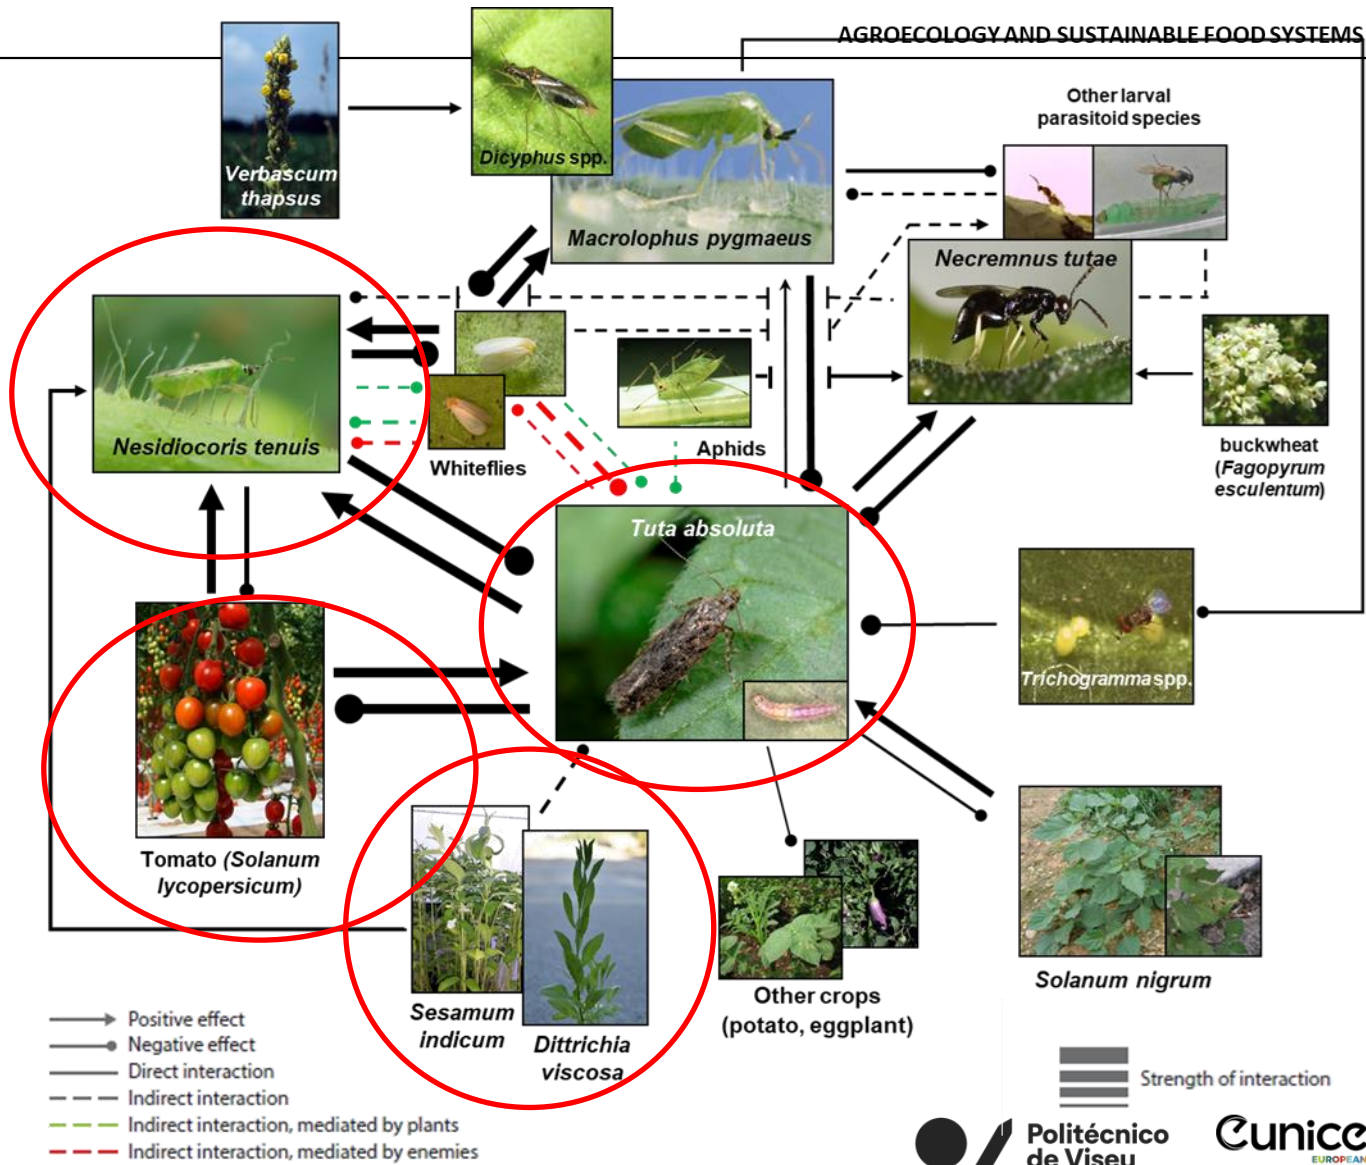 AGROECOLOGY AND SUSTAINABLE FOOD SYSTEMS
Verbascum
thapsus
Dicyphus spp.
Macrolophus pygmaeus
Other larval
parasitoid species
Necremnus tutae
Nesidiocoris tenuis
Whiteflies
Aphids
buckwheat
(Fagopyrum
esculentum)
Tuta absoluta
Trichogramma spp.
Tomato (Solanum
lycopersicum)
Sesamum
indicum
Dittrichia
viscosa
Other crops
(potato, eggplant)
Solanum nigrum
Positive effect
Negative effect
Direct interaction
Indirect interaction
Indirect interaction, mediated by plants
Indirect interaction, mediated by enemies
Strength of interaction
Politécnico
de Viseu
eunice
EUROPEAN